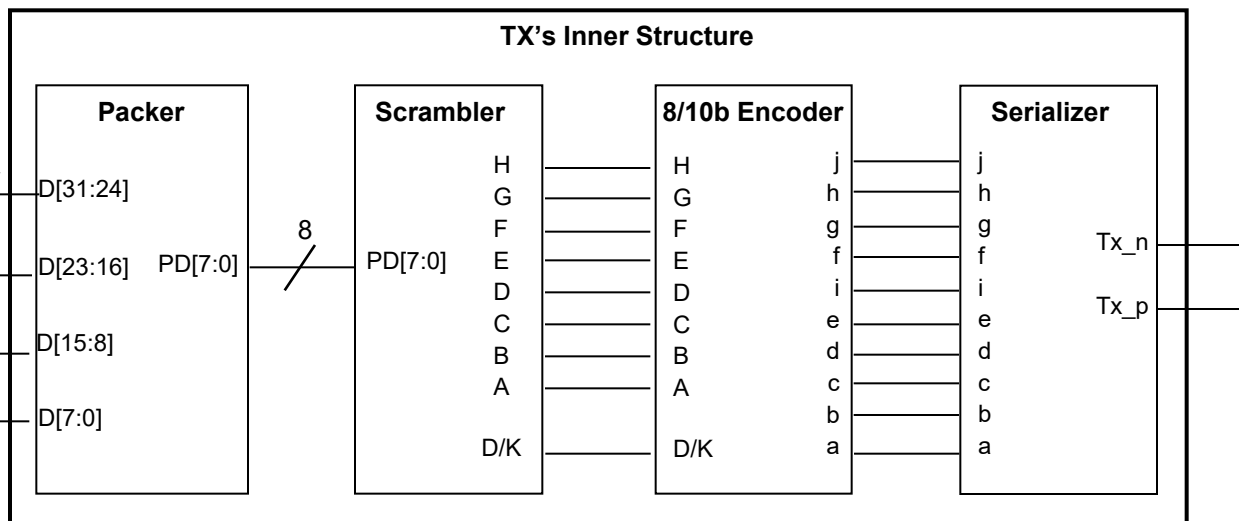 TX's Inner Structure
Packer
D[31:24]
D[23:16]
PD[7:0]
D[15:8]
D[7:0]
8
Scrambler
PD[7:0]
H
G
F
E
D
C
B
A
D/K
8/10b Encoder
H
G
F
E
D
C
B
A
D/K
j
h
g
f
i
e
d
c
b
a
Serializer
j
h
g
f
i
e
d
c
b
a
Tx_n
Tx_p